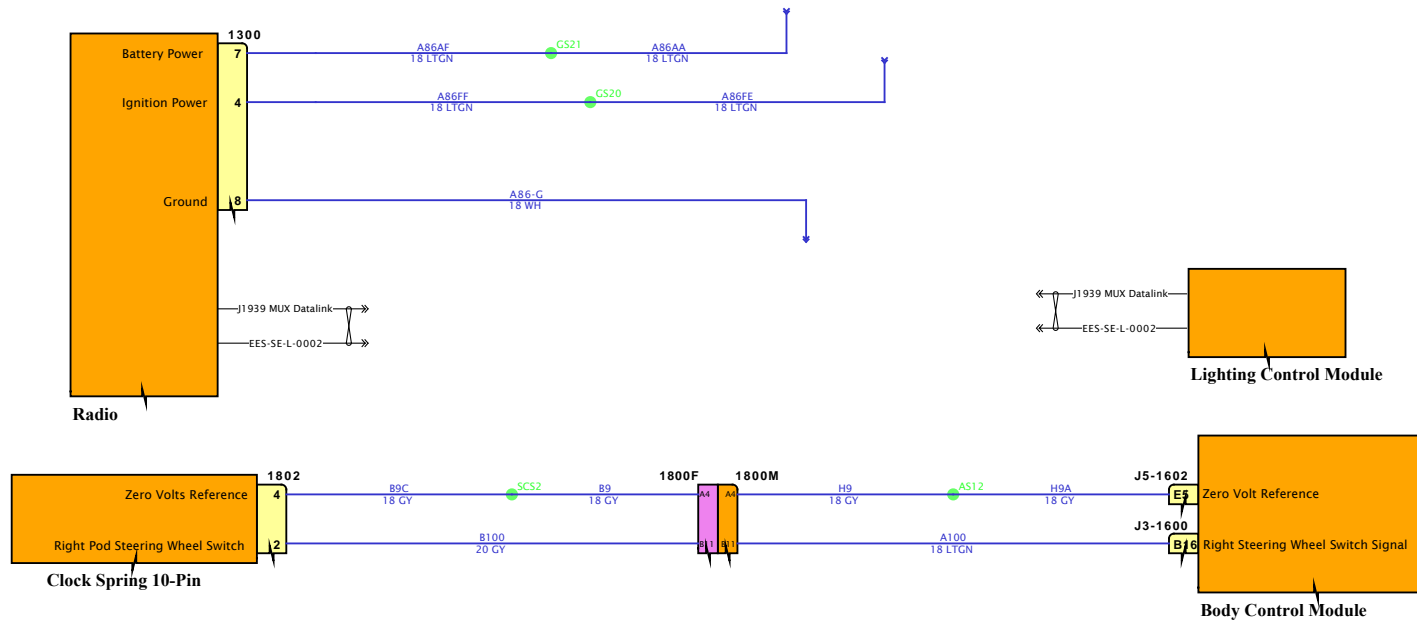 1300
Battery Power 7 A86AF GS21 A86AA
18 LTGN 18 LTGN
Ignition Power 4 A86FF GS20 A86FE
18 LTGN 18 LTGN
Ground 8 A86-G
18 WH
J1939 MUX Datalink
EES-SE-L-0002
Radio
J1939 MUX Datalink
EES-SE-L-0002
Lighting Control Module
1802 1800F 1800M J5-1602
Zero Volts Reference 4 B9C SCS2 B9 A4 A4 H9 AS12 H9A E5 Zero Volt Reference
18 GY 18 GY 18 GY 18 GY
J3-1600
Right Pod Steering Wheel Switch 2 B100 B11 B11 A100 B16 Right Steering Wheel Switch Signal
20 GY 18 LTGN
Clock Spring 10-Pin
Body Control Module